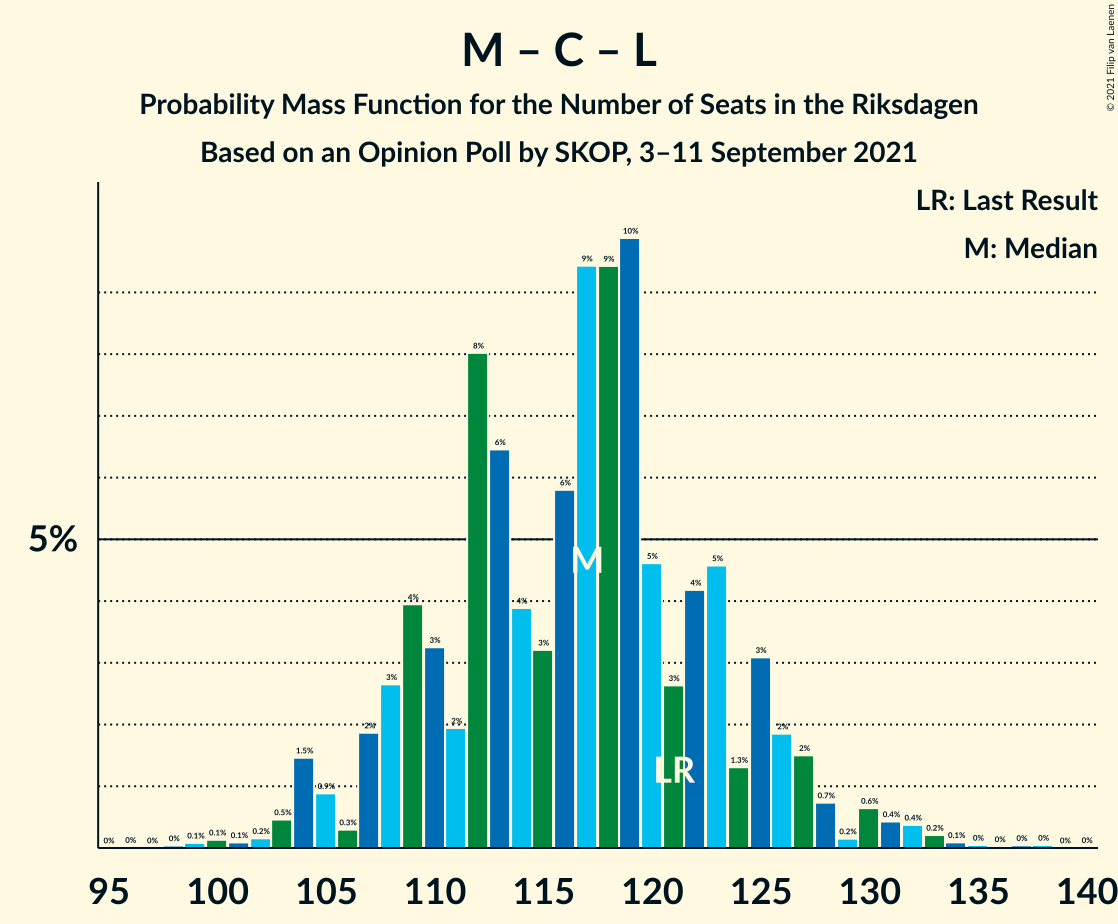 © 2021 Filip van Laenen
M – C – L
Probability Mass Function for the Number of Seats in the Riksdagen
Based on an Opinion Poll by SKOP, 3–11 September 2021
LR: Last Result
M: Median
5%
0% 0% 0% 0% 0.1% 0.1% 0.1% 0.2% 0.5% 1.5% 0.9% 0.3% 2% 3% 4% 3% 2% 8% 6% 4% 3% 6% 9% 9% 10% 5% 3% 4% 5% 1.3% 3% 2% 2% 0.7% 0.2% 0.6% 0.4% 0.4% 0.2% 0.1% 0% 0% 0% 0% 0% 0%
M
LR
95 100 105 110 115 120 125 130 135 140